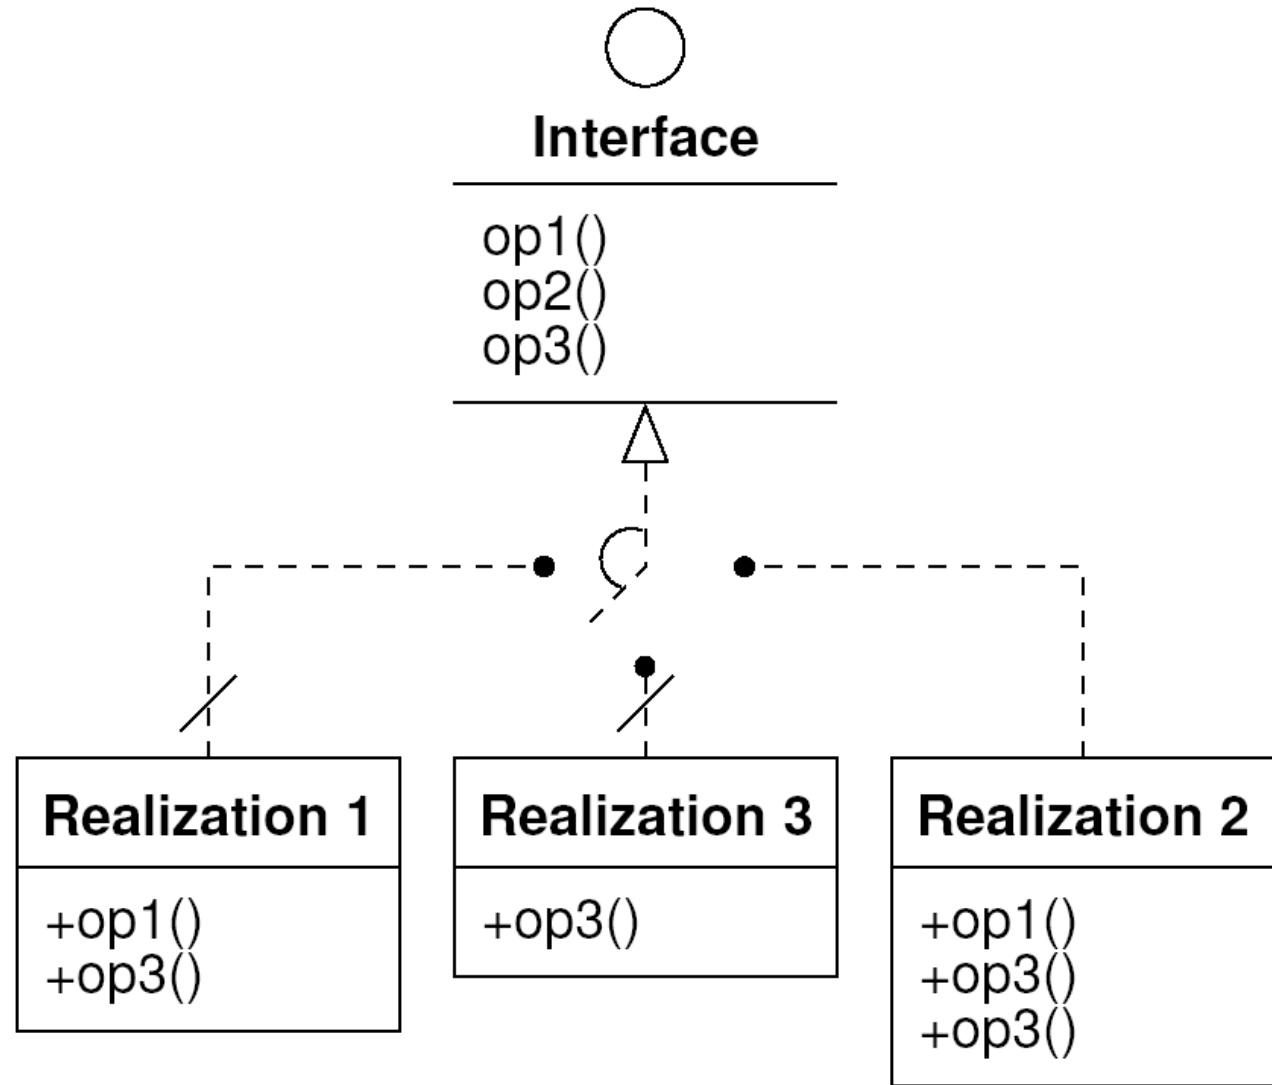 Interface
op1()
op2()
op3()
Realization 1
+op1()
+op3()
Realization 3
+op3()
Realization 2
+op1()
+op3()
+op3()